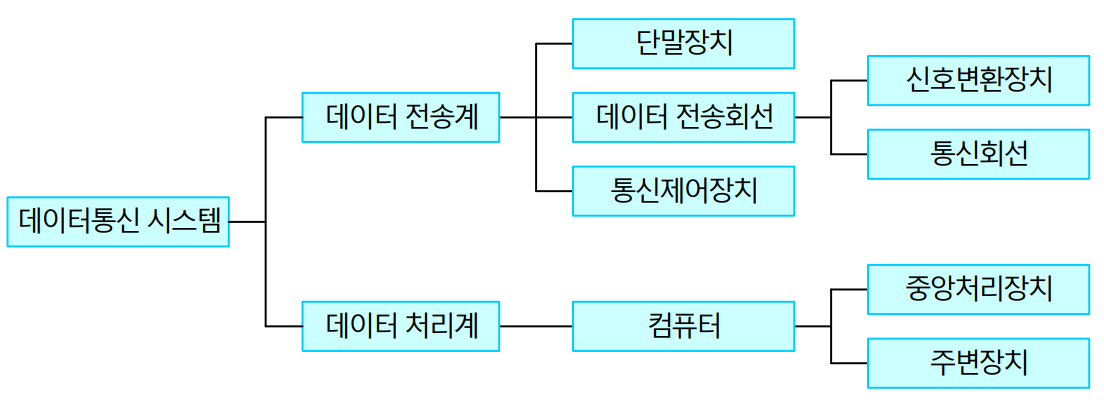 데이터통신 시스템
데이터 전송계
단말장치
데이터 전송회선
신호변환장치
통신회선
통신제어장치
데이터 처리계
컴퓨터
중앙처리장치
주변장치